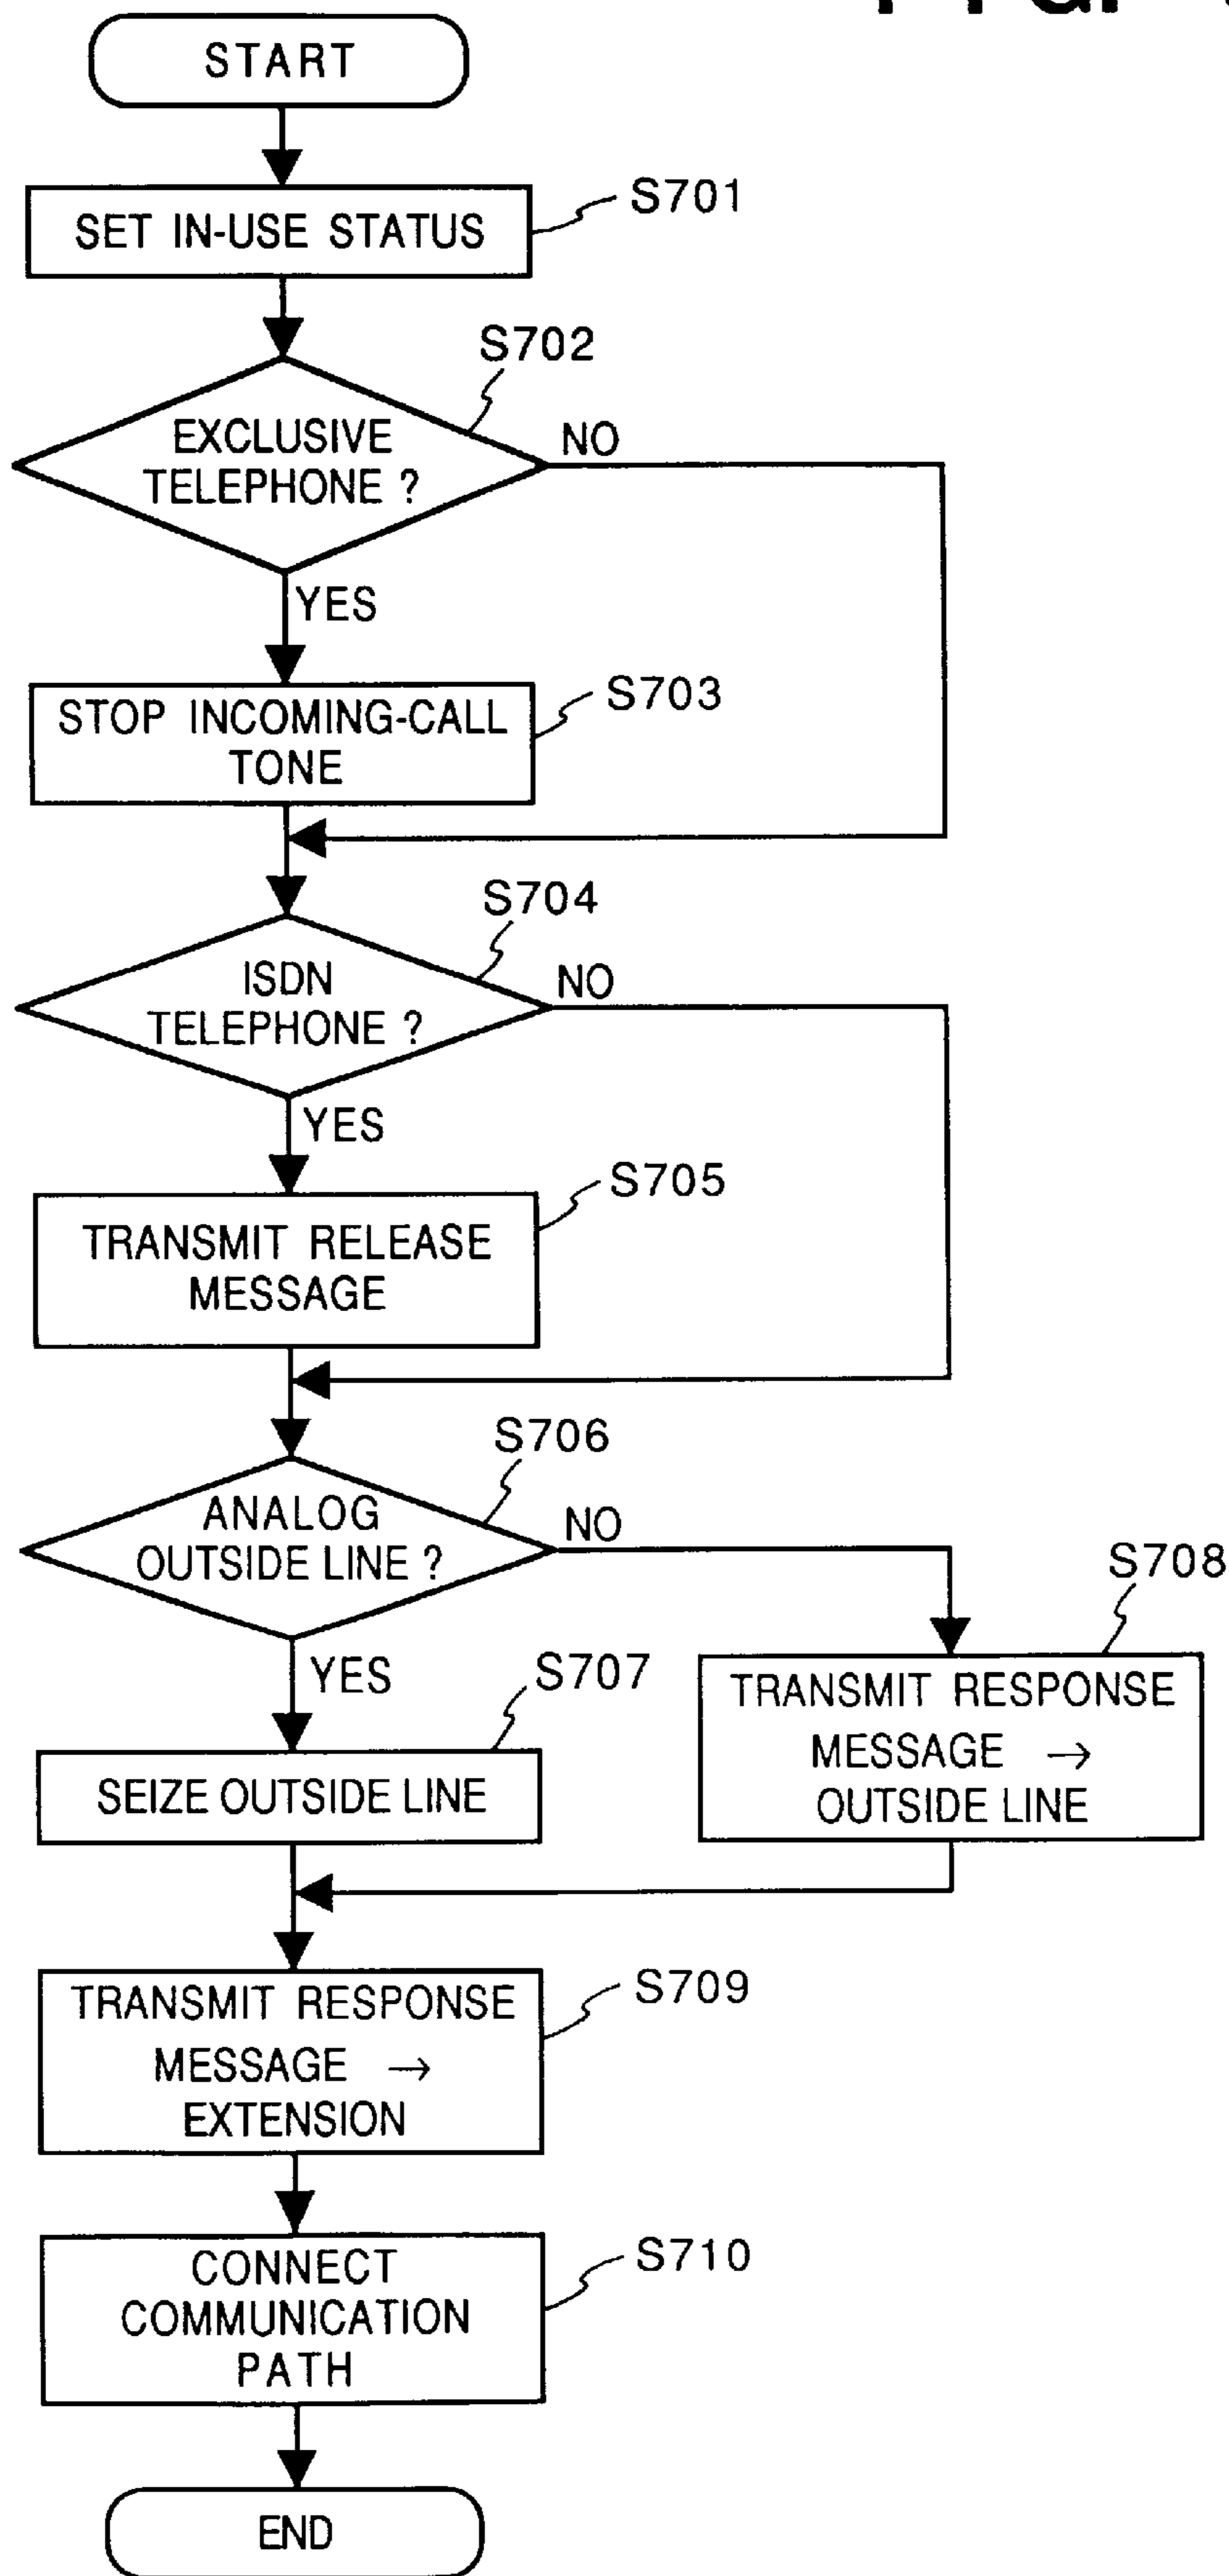 START
S701
SET IN-USE STATUS
S702
EXCLUSIVE
TELEPHONE ?
NO
YES
S703
STOP INCOMING-CALL
TONE
S704
ISDN
TELEPHONE ?
NO
YES
S705
TRANSMIT RELEASE
MESSAGE
S706
ANALOG
OUTSIDE LINE ?
NO
S708
YES
S707
TRANSMIT RESPONSE
MESSAGE →
OUTSIDE LINE
SEIZE OUTSIDE LINE
S709
TRANSMIT RESPONSE
MESSAGE →
EXTENSION
S710
CONNECT
COMMUNICATION
PATH
END